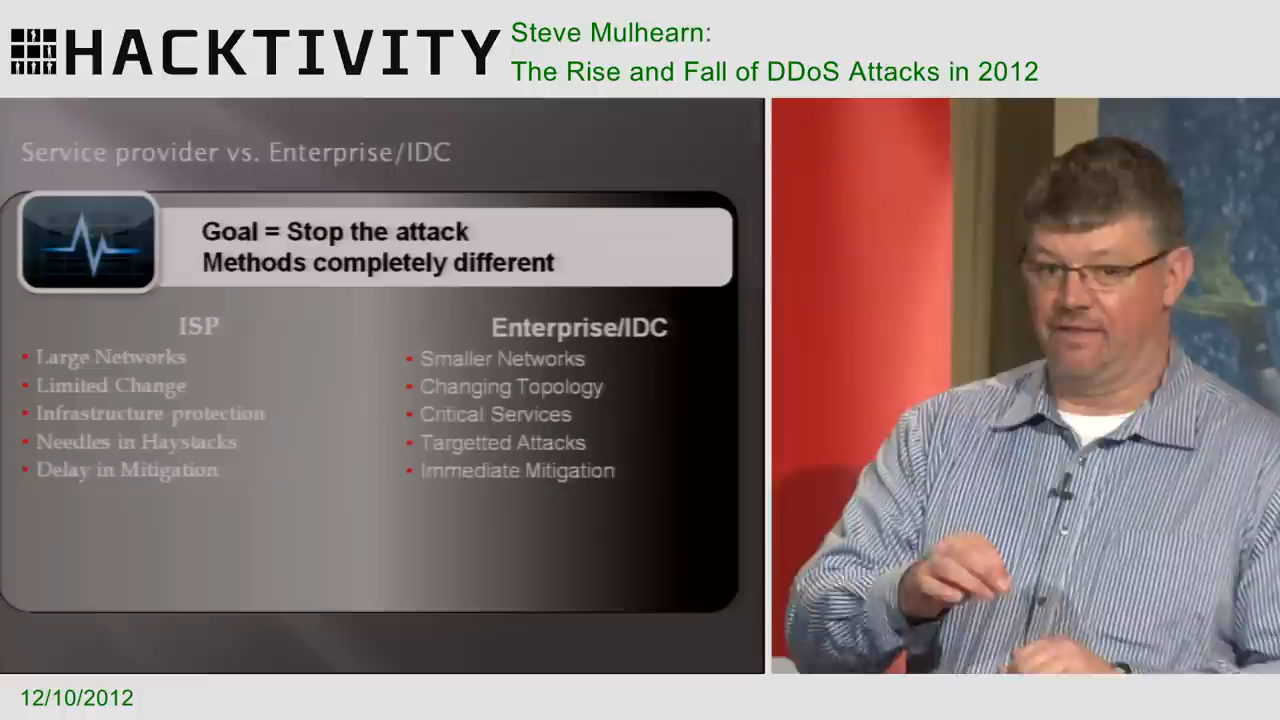 HACKTIVITY
Steve Mulhearn:
The Rise and Fall of DDoS Attacks in 2012
Service provider vs. Enterprise/IDC
Goal = Stop the attack
Methods completely different
ISP
• Large Networks
• Limited Change
• Infrastructure protection
• Needles in Haystacks
• Delay in Mitigation
Enterprise/IDC
• Smaller Networks
• Changing Topology
• Critical Services
• Targetted Attacks
• Immediate Mitigation
12/10/2012